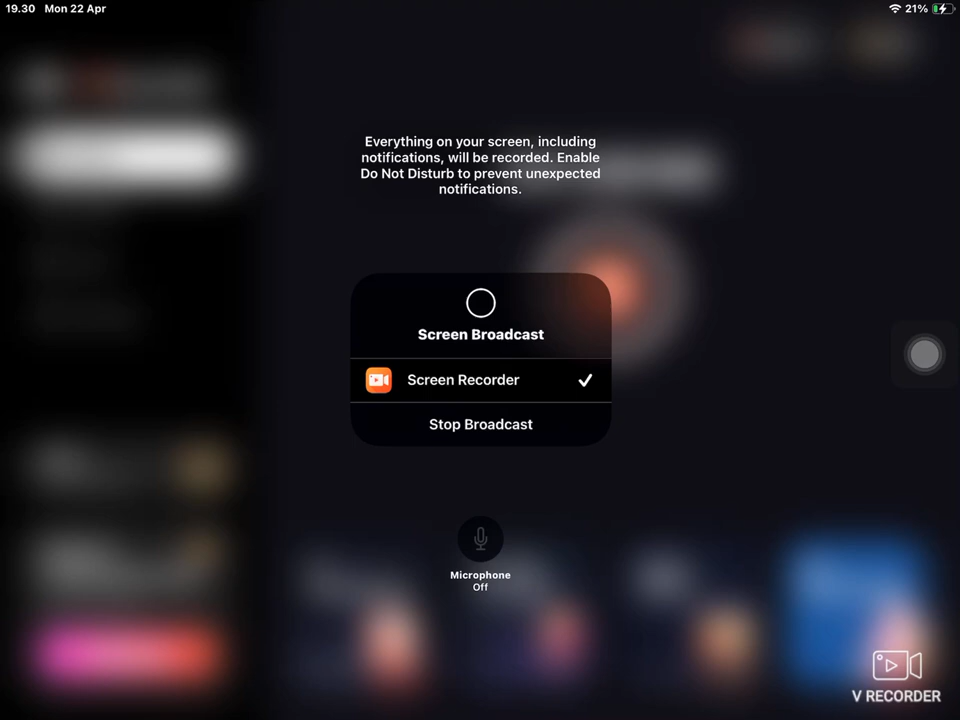 19.30 Mon 22 Apr
21%
Everything on your screen, including
notifications, will be recorded. Enable
Do Not Disturb to prevent unexpected
notifications.
Screen Broadcast
Screen Recorder
Stop Broadcast
Microphone
Off
V RECORDER